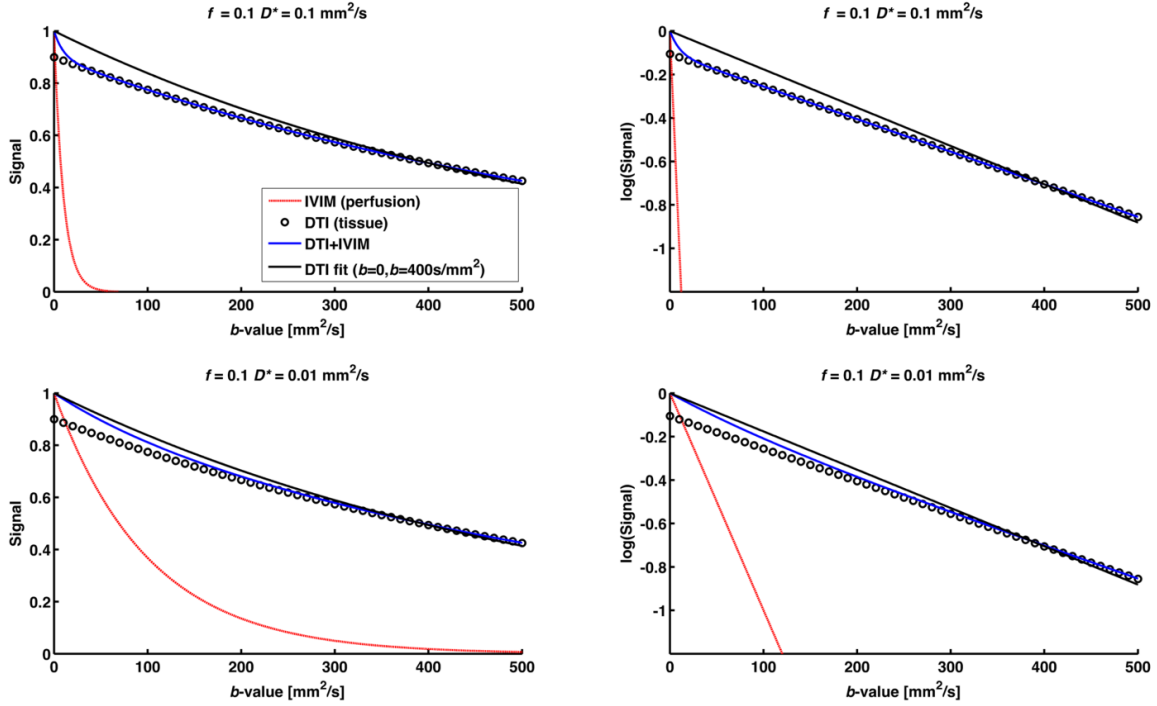 f = 0.1 D* = 0.1 mm²/s
1
0.8
0.6
0.4
0.2
0
Signal
IVIM (perfusion)
DTI (tissue)
DTI+IVIM
DTI fit (b=0,b=400s/mm²)
0 100 200 300 400 500
b-value [mm²/s]
f = 0.1 D* = 0.1 mm²/s
0
-0.2
-0.4
-0.6
-0.8
-1
log(Signal)
0 100 200 300 400 500
b-value [mm²/s]
f = 0.1 D* = 0.01 mm²/s
1
0.8
0.6
0.4
0.2
0
Signal
0 100 200 300 400 500
b-value [mm²/s]
f = 0.1 D* = 0.01 mm²/s
0
-0.2
-0.4
-0.6
-0.8
-1
log(Signal)
0 100 200 300 400 500
b-value [mm²/s]